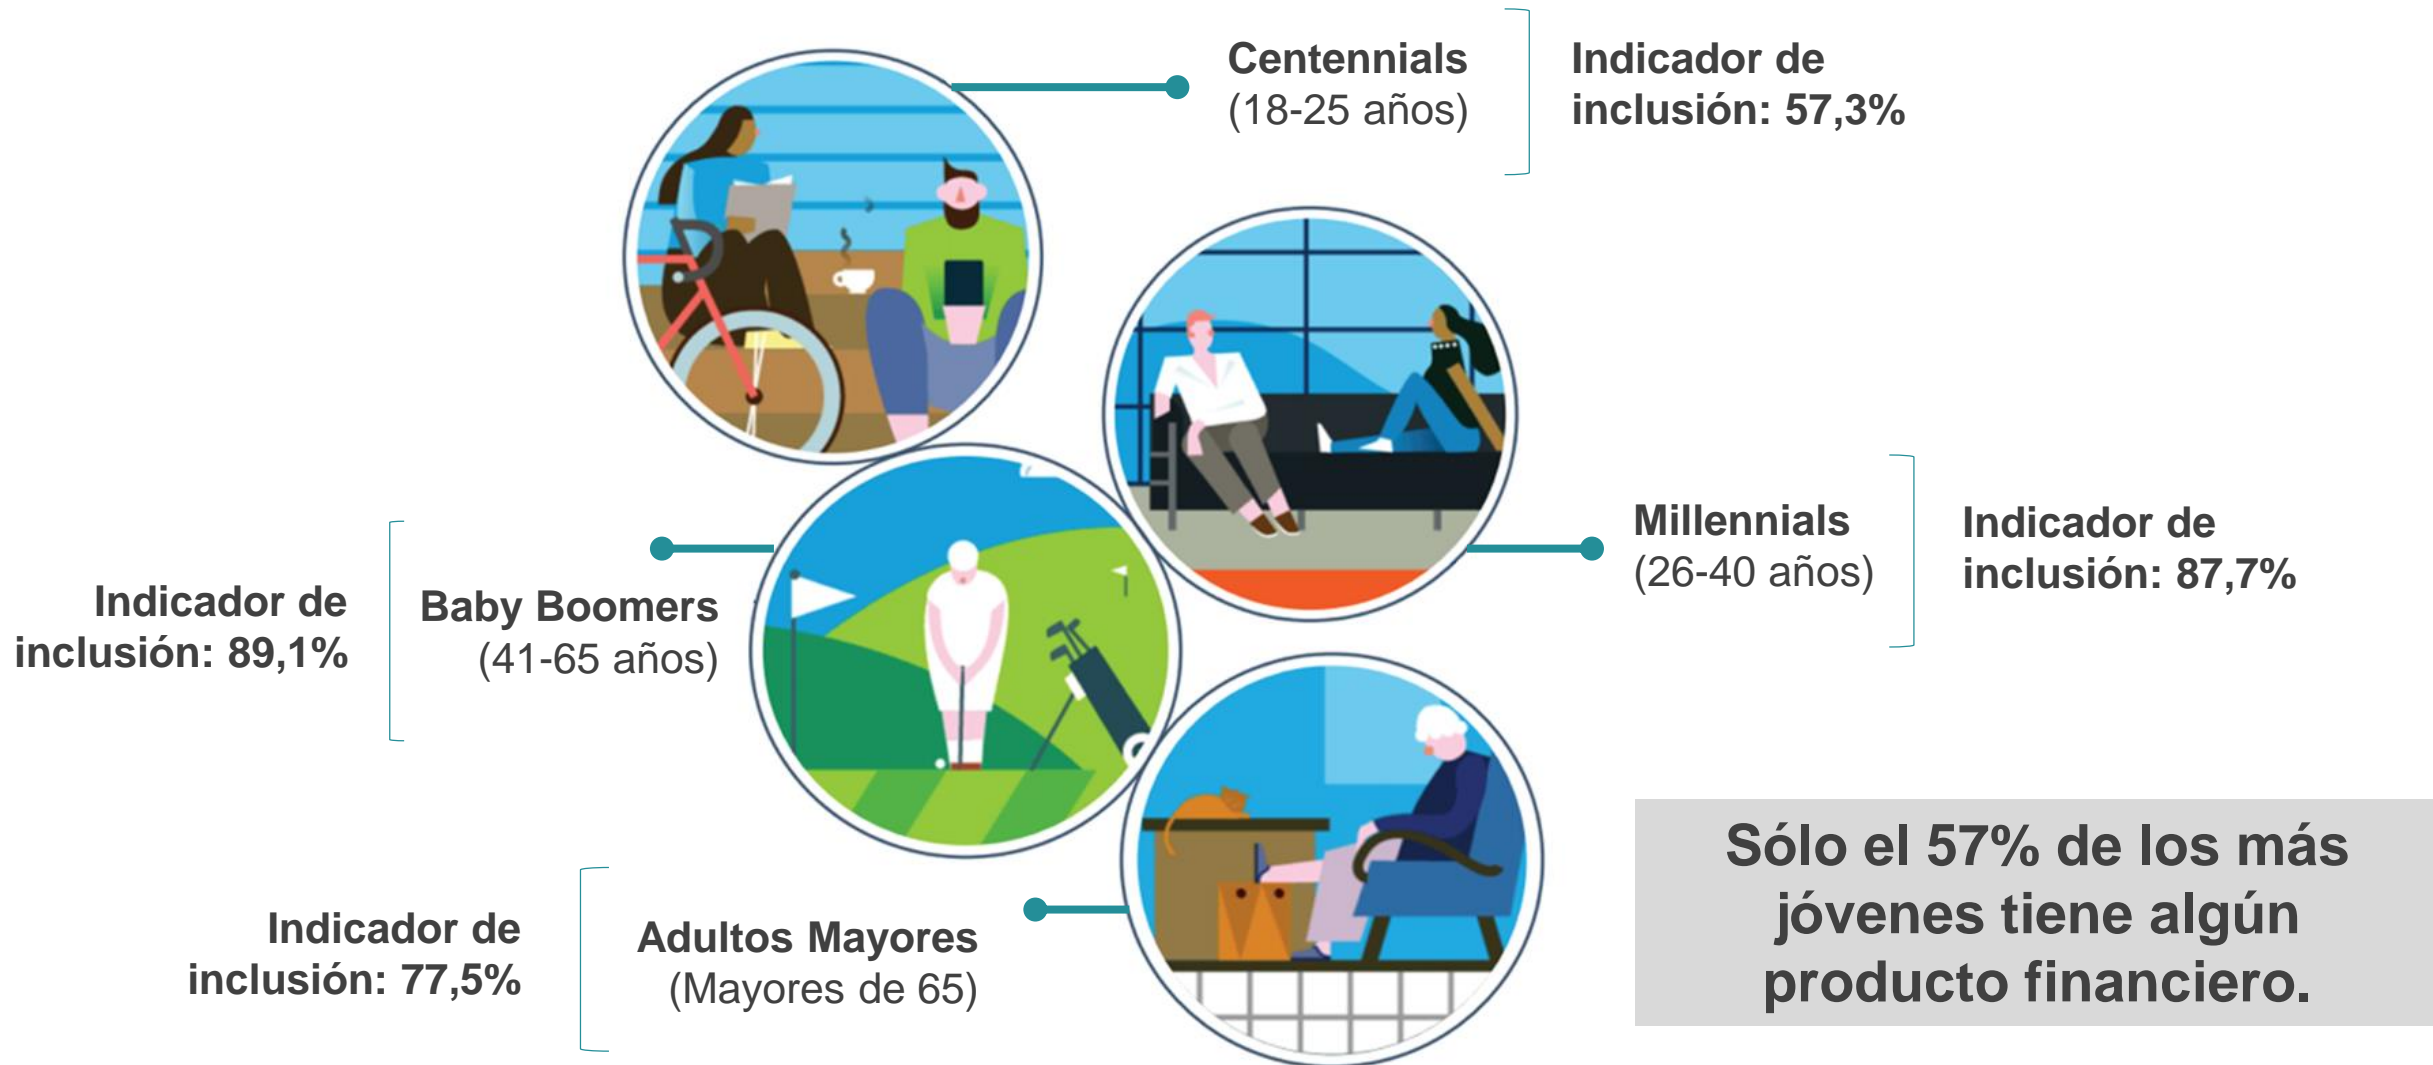 Centennials
(18-25 años)
Indicador de
inclusión: 57,3%
Millennials
(26-40 años)
Indicador de
inclusión: 87,7%
Indicador de
inclusión: 89,1%
Baby Boomers
(41-65 años)
Indicador de
inclusión: 77,5%
Adultos Mayores
(Mayores de 65)
Sólo el 57% de los más
jóvenes tiene algún
producto financiero.